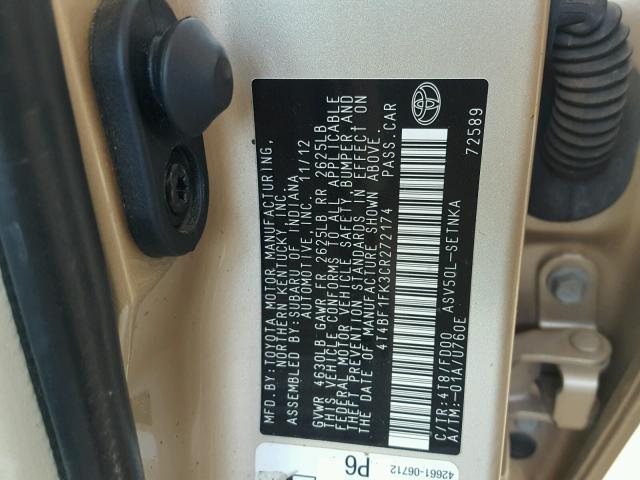 MFD.BY:TOYOTA MOTOR MANUFACTURING,
NORTHERN KENTUCKY, INC.
ASSEMBLED BY:SUBARU OF INDIANA
AUTOMOTIVE, INC. 11/12
GVWR 4630LB GAWR FR 2625LB RR 2625LB
THIS VEHICLE CONFORMS TO ALL APPLICABLE
FEDERAL MOTOR VEHICLE SAFETY, BUMPER, AND
THEFT PREVENTION STANDARDS IN EFFECT ON
THE DATE OF MANUFACTURE SHOWN ABOVE.
4T4BF1FK3CR272174 PASS.CAR
C/TR:4T8/FD00 ASV50L-SETNKA
A/TM:-01A/U760E 72589
42661-06712
P6